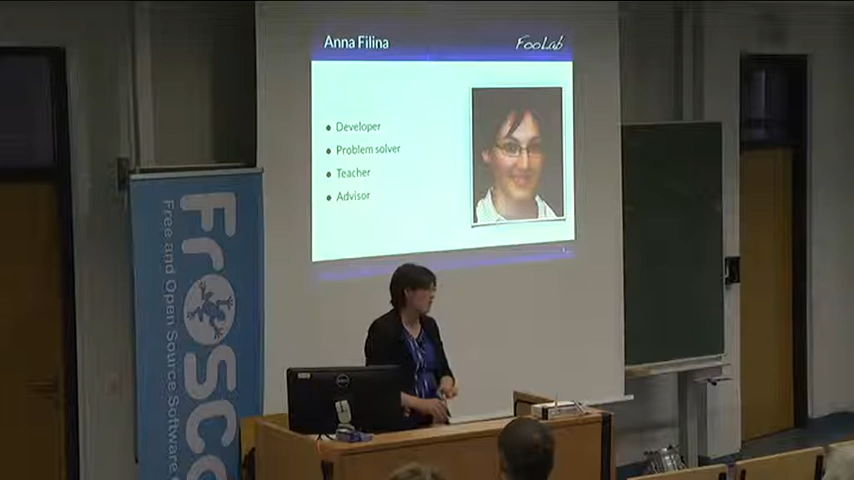 Anna Filina
FooLab
Developer
Problem solver
Teacher
Advisor
FrOSCo
Free and Open Source Software
DELL